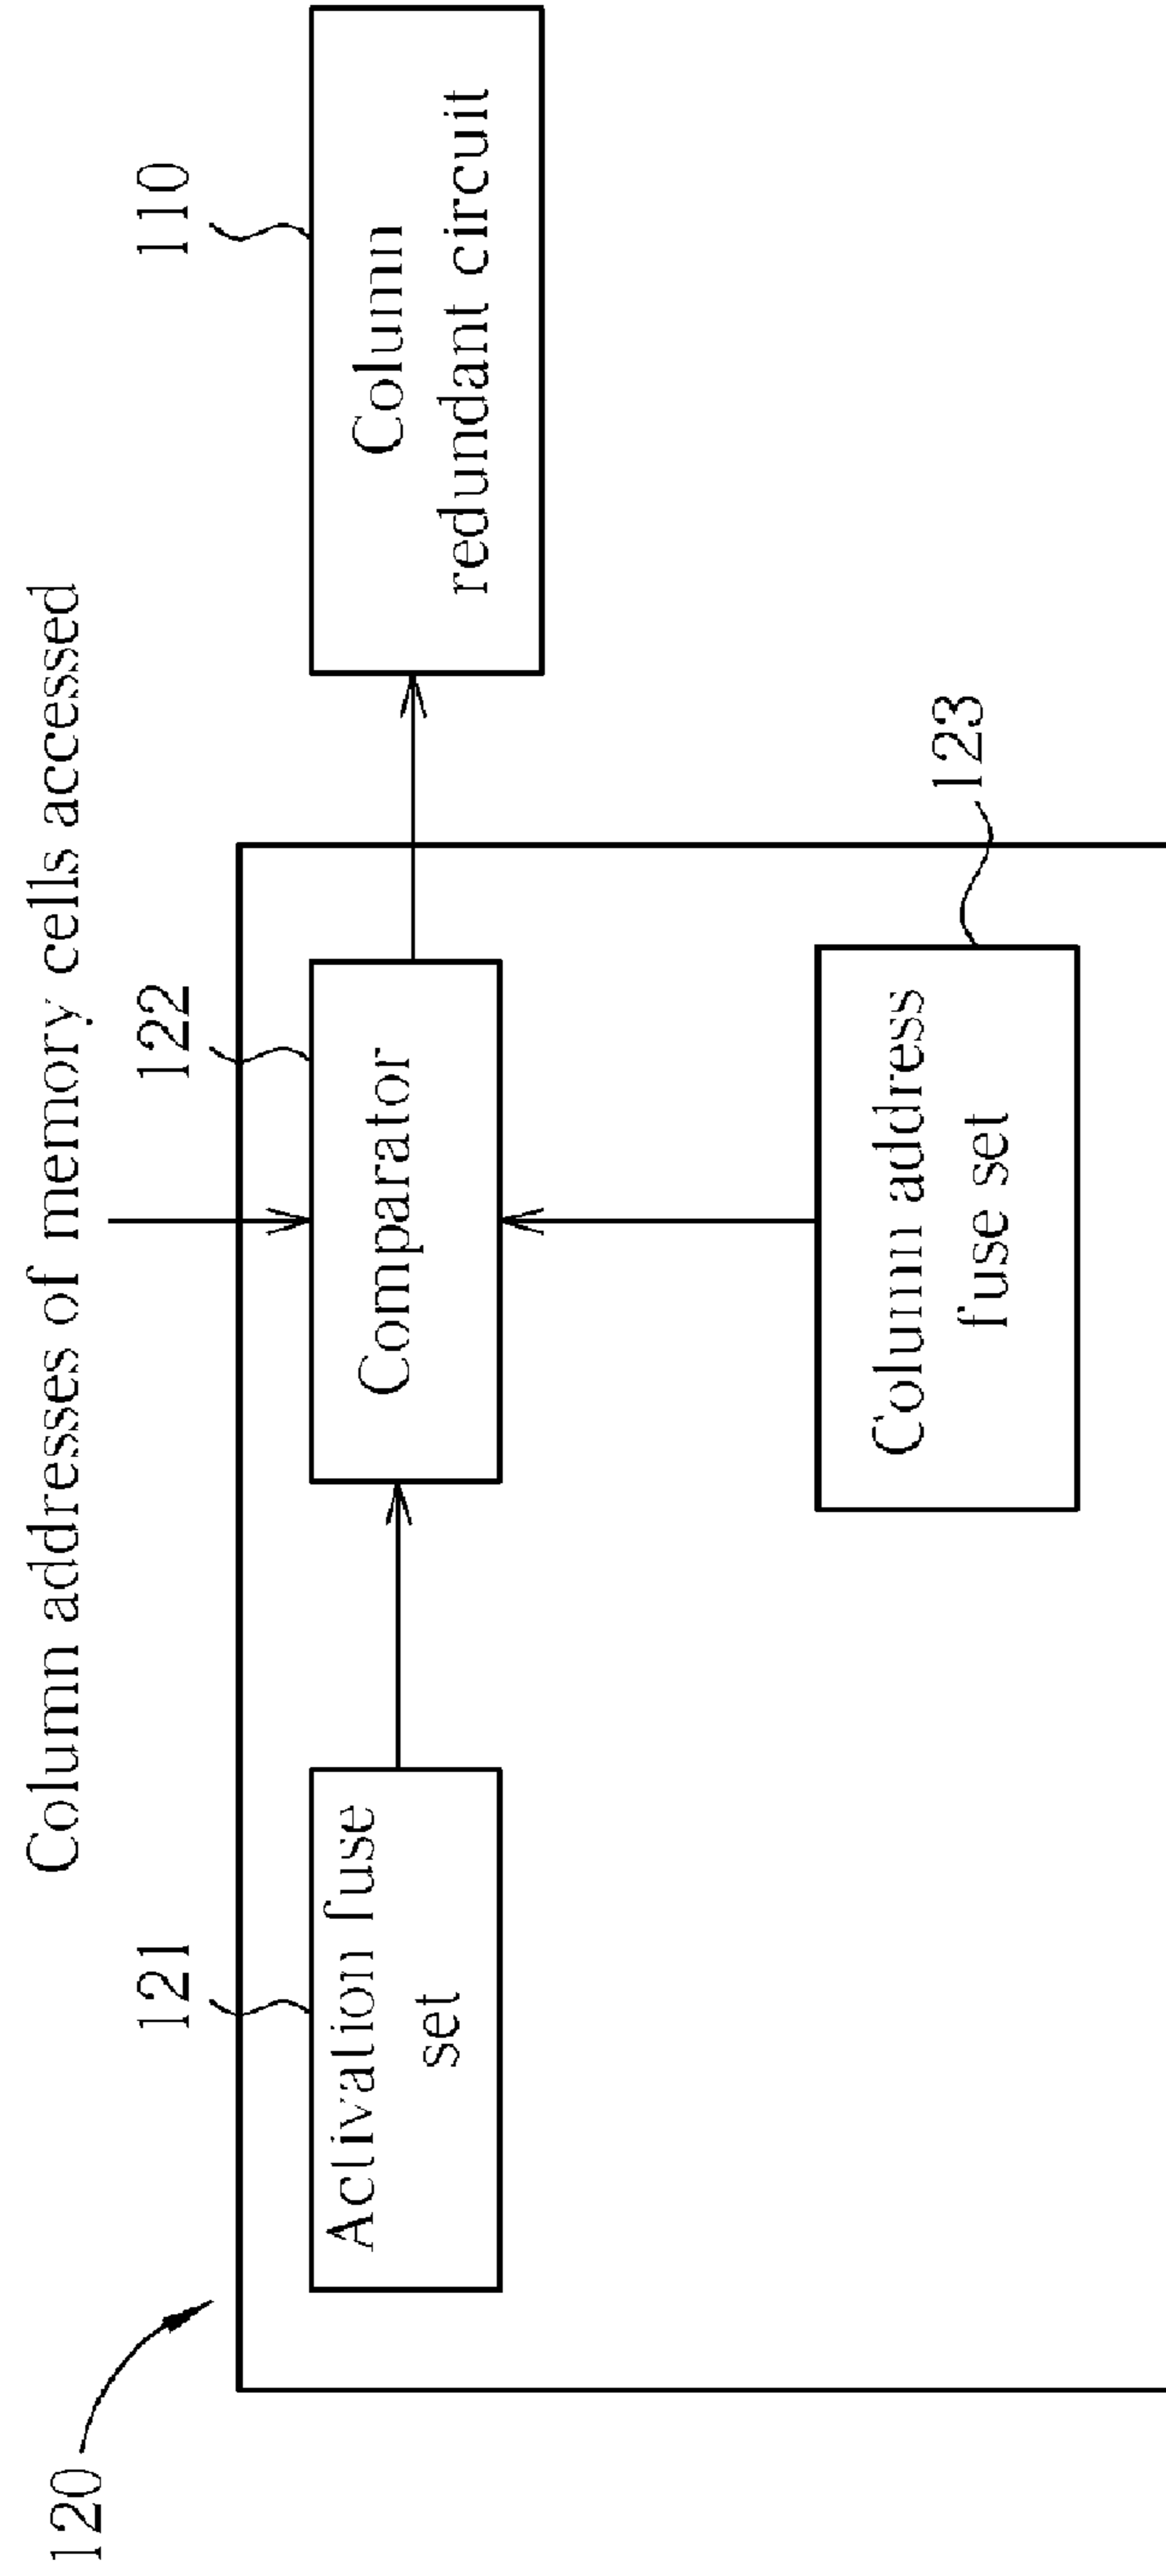 120
Column addresses of memory cells accessed
121
122
110
Activation fuse
set
Comparator
Column
redundant circuit
Column address
fuse set
123